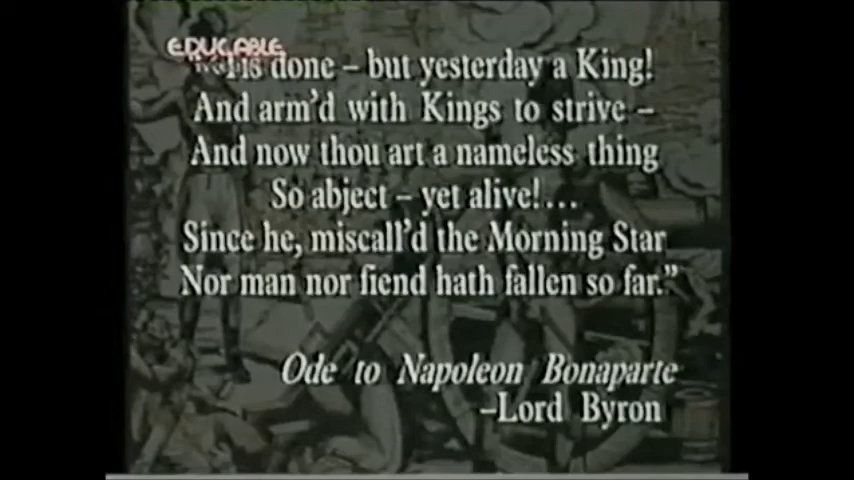 EDUCABLE
"'Tis done – but yesterday a King!
And arm'd with Kings to strive –
And now thou art a nameless thing
So abject – yet alive!...
Since he, miscall'd the Morning Star
Nor man nor fiend hath fallen so far."
Ode to Napoleon Bonaparte
–Lord Byron